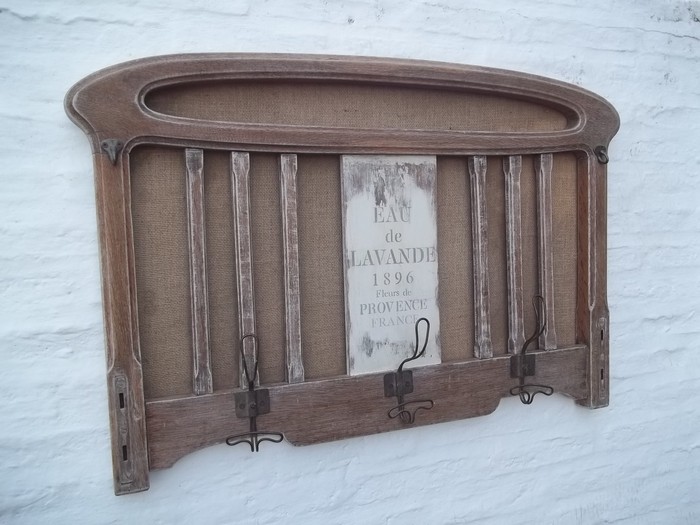 EAU
de
LAVANDE
1896
Fleurs de
PROVENCE
FRANCE